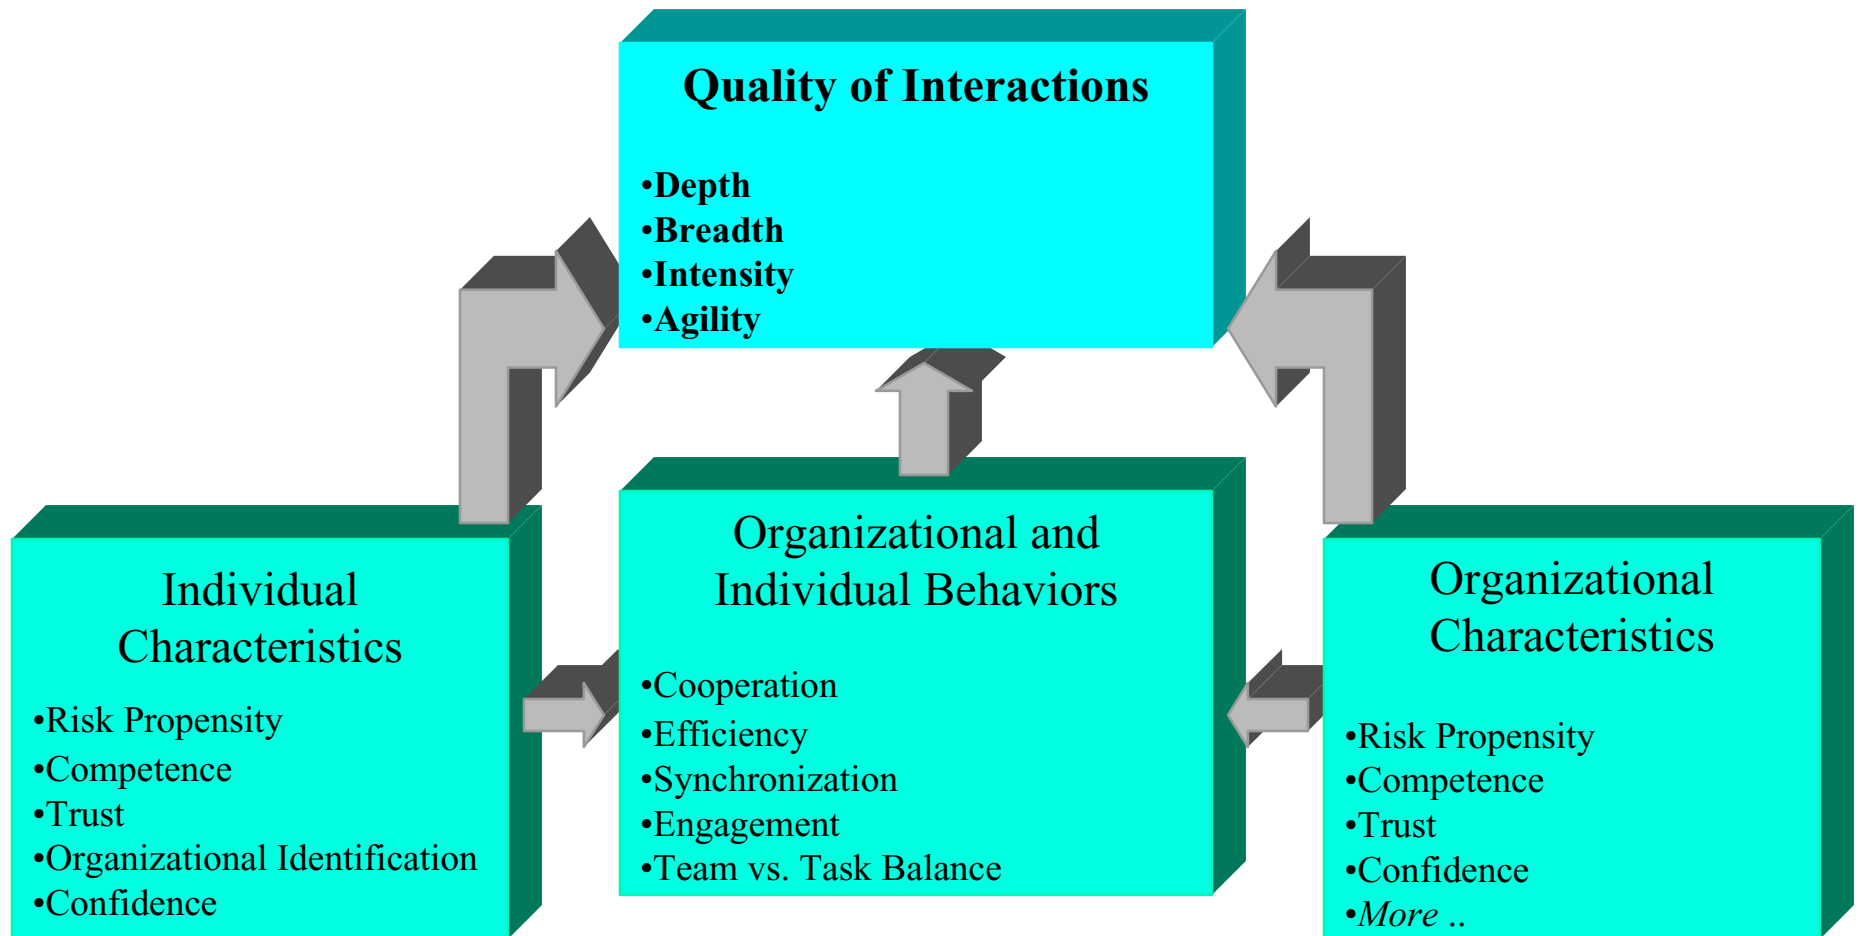 Quality of Interactions
•Depth
•Breadth
•Intensity
•Agility
Individual
Characteristics
•Risk Propensity
•Competence
•Trust
•Organizational Identification
•Confidence
Organizational and
Individual Behaviors
•Cooperation
•Efficiency
•Synchronization
•Engagement
•Team vs. Task Balance
Organizational
Characteristics
•Risk Propensity
•Competence
•Trust
•Confidence
•More ..